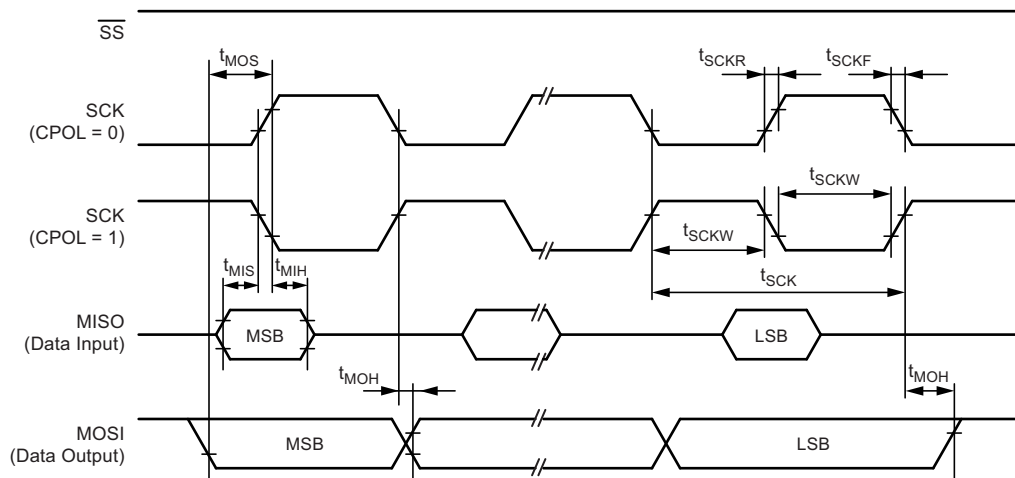 SS
tMOS
tSCKR
tSCKF
SCK
(CPOL = 0)
tSCKW
SCK
(CPOL = 1)
tSCKW
tMIS
tMIH
tSCK
MISO
(Data Input)
MSB
LSB
tMOH
tMOH
MOSI
(Data Output)
MSB
LSB